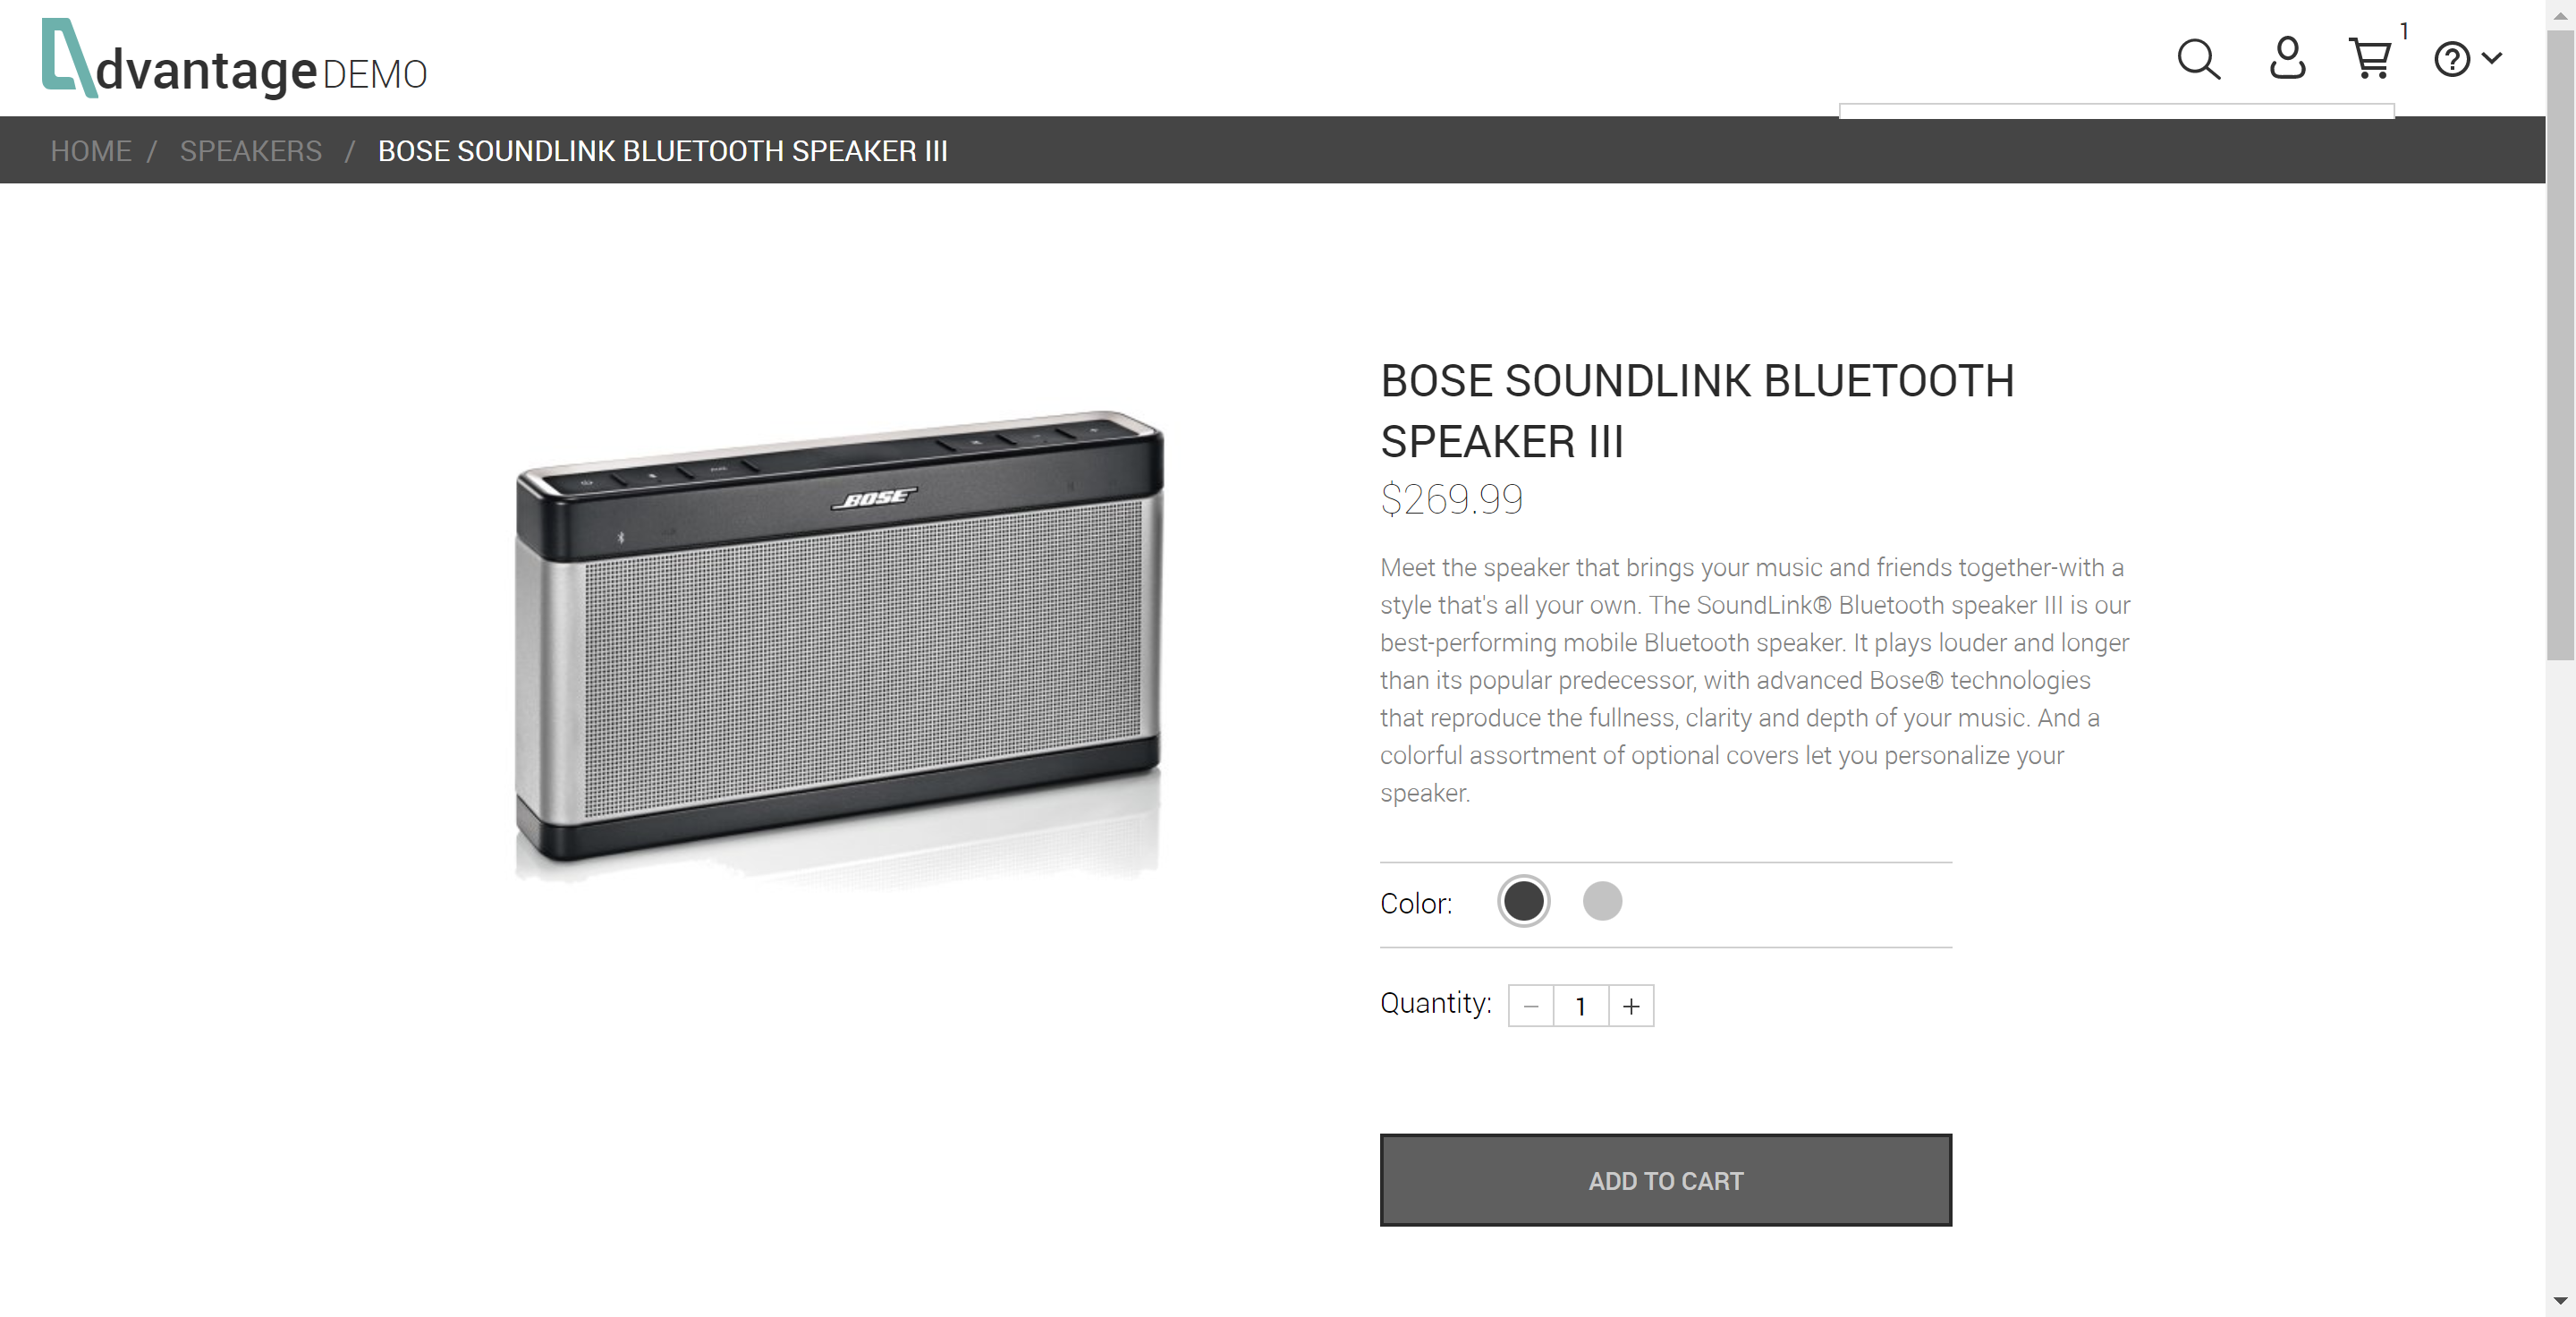 dvantage DEMO
1
HOME / SPEAKERS / BOSE SOUNDLINK BLUETOOTH SPEAKER III
BOSE
BOSE SOUNDLINK BLUETOOTH
SPEAKER III
$269.99
Meet the speaker that brings your music and friends together-with a
style that's all your own. The SoundLink® Bluetooth speaker III is our
best-performing mobile Bluetooth speaker. It plays louder and longer
than its popular predecessor, with advanced Bose® technologies
that reproduce the fullness, clarity and depth of your music. And a
colorful assortment of optional covers let you personalize your
speaker.
Color:
Quantity: − 1 +
ADD TO CART